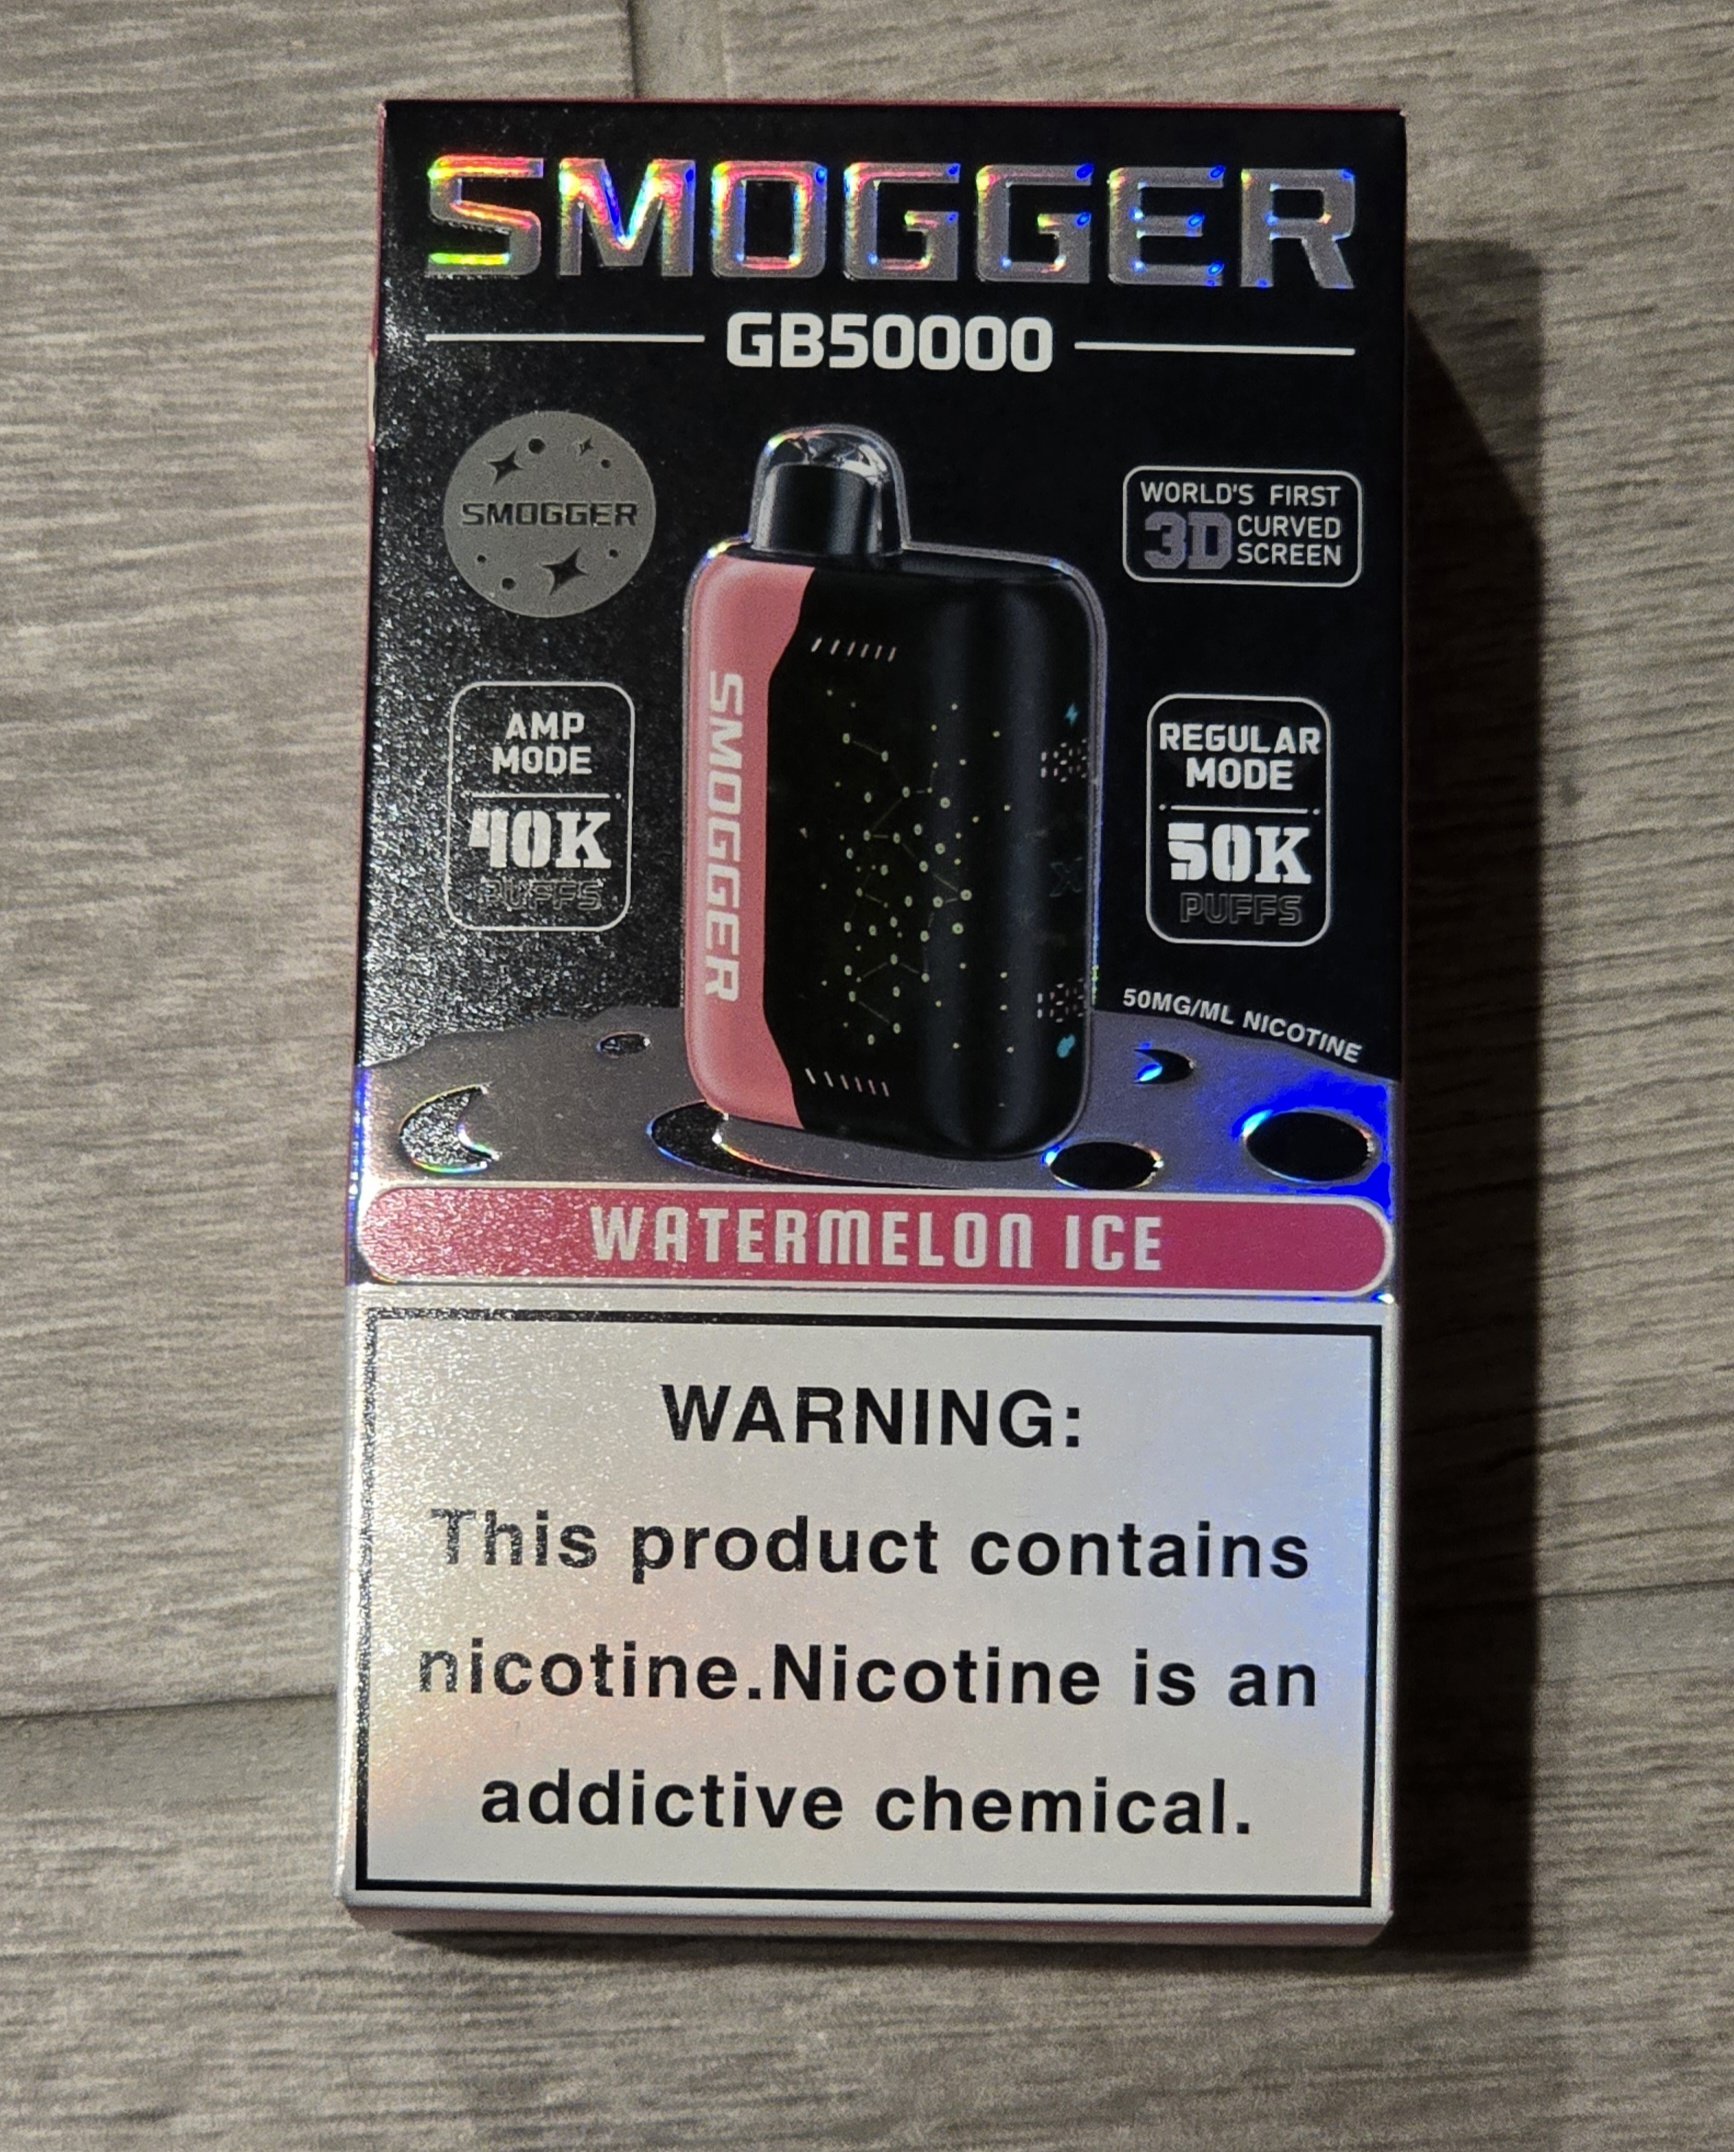 SMOGGER
GB50000
SMOGGER
WORLD'S FIRST
3D CURVED
SCREEN
AMP
MODE
40K
PUFFS
SMOGGER
REGULAR
MODE
50K
PUFFS
50MG/ML NICOTINE
WATERMELON ICE
WARNING:
This product contains
nicotine.Nicotine is an
addictive chemical.